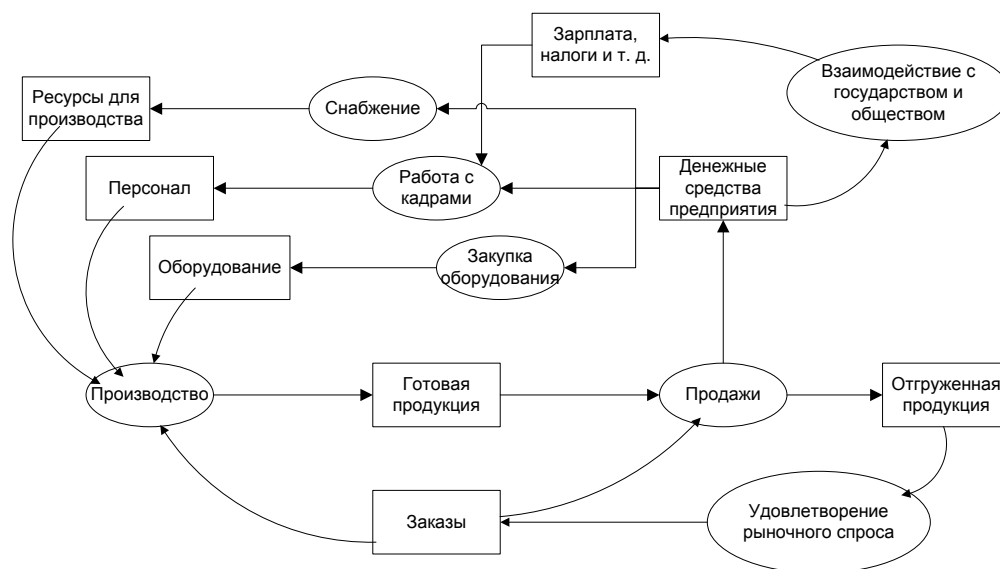 Зарплата,
налоги и т. д.
Взаимодействие с
государством и
обществом
Ресурсы для
производства
Снабжение
Персонал
Работа с
кадрами
Денежные
средства
предприятия
Оборудование
Закупка
оборудования
Производство
Готовая
продукция
Продажи
Отгруженная
продукция
Заказы
Удовлетворение
рыночного спроса